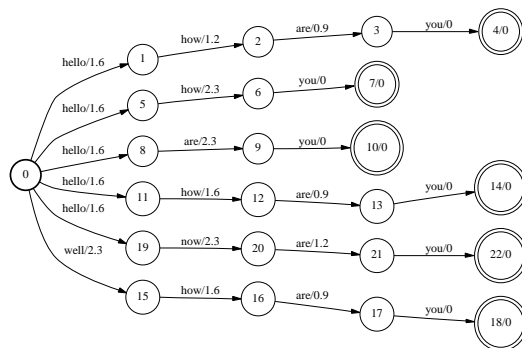 hello/1.6 1 how/1.2 2 are/0.9 3 you/0 4/0
hello/1.6 5 how/2.3 6 you/0 7/0
hello/1.6 8 are/2.3 9 you/0 10/0
0
hello/1.6 11 how/1.6 12 are/0.9 13 you/0 14/0
hello/1.6 19 now/2.3 20 are/1.2 21 you/0 22/0
well/2.3 15 how/1.6 16 are/0.9 17 you/0 18/0